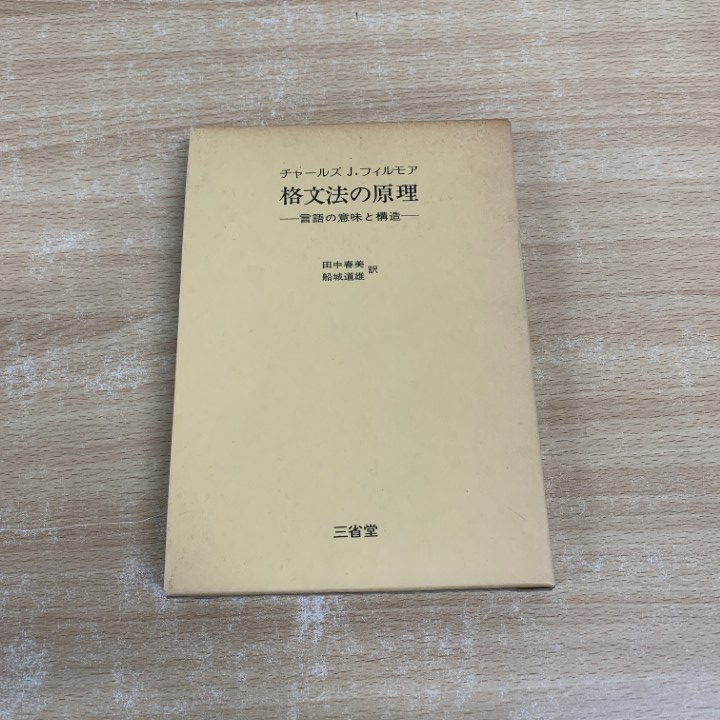 チャールズ J.フィルモア
格文法の原理
―言語の意味と構造―
田中春美
船城道雄 訳
三省堂